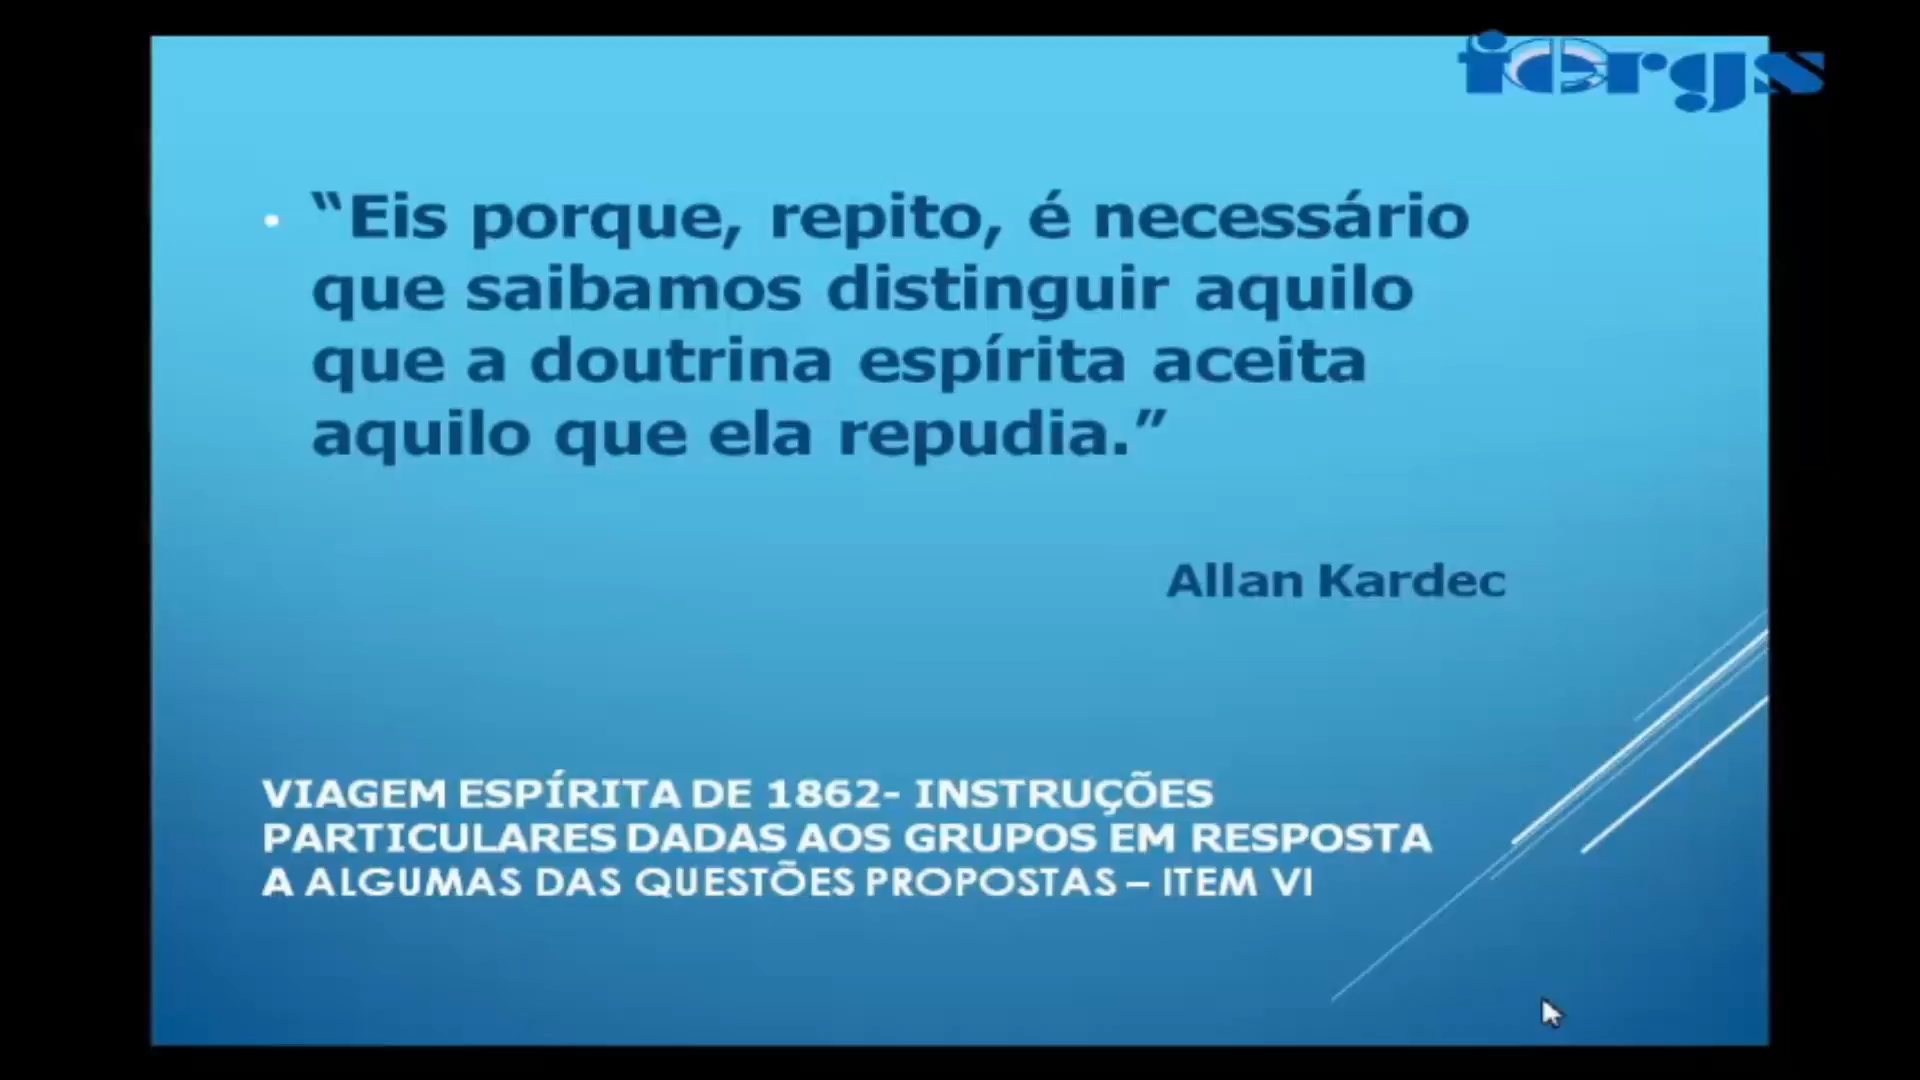 fergs
“Eis porque, repito, é necessário
que saibamos distinguir aquilo
que a doutrina espírita aceita
aquilo que ela repudia.”
Allan Kardec
VIAGEM ESPÍRITA DE 1862- INSTRUÇÕES
PARTICULARES DADAS AOS GRUPOS EM RESPOSTA
A ALGUMAS DAS QUESTÕES PROPOSTAS – ITEM VI